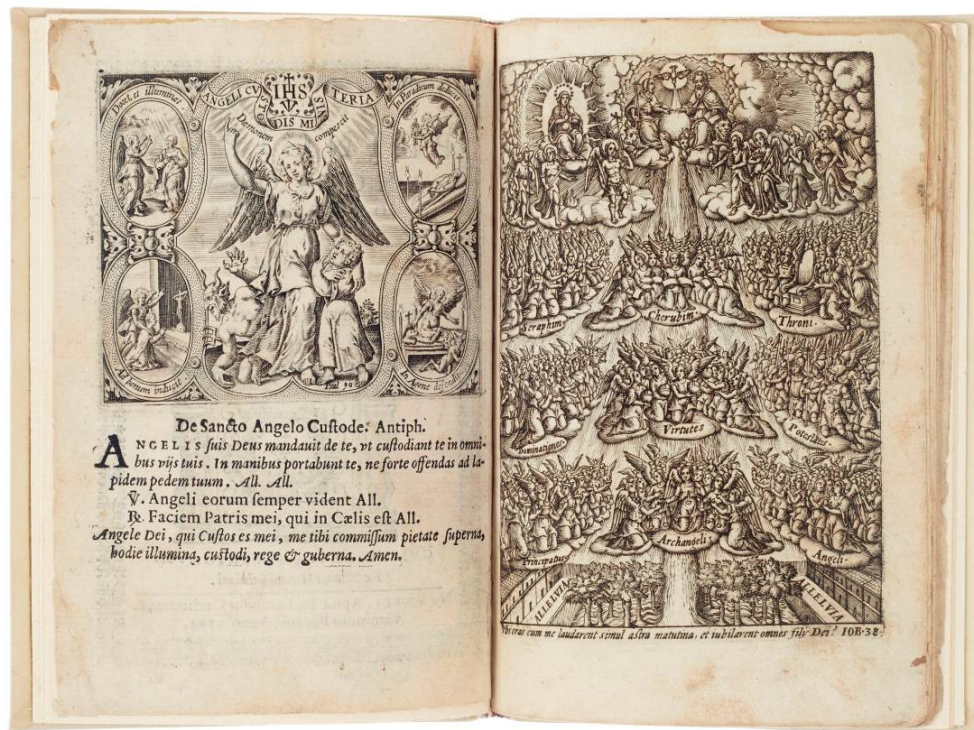 Docet, et illuminat
ANGELI CVSTODIS MINISTERIA
IHS
In Paradisum deducit
Daemonem compescit
Ad bonum indirigit
In Agone defendit
De Sancto Angelo Cuſtode. Antiph.
ANGELIS ſuis Deus mandauit de te, vt cuſtodiant te in omni-
bus vijs tuis. In manibus portabunt te, ne forte offendas ad la-
pidem pedem tuum. All. All.
℣. Angeli eorum ſemper vident All.
℟. Faciem Patris mei, qui in Cælis eſt All.
Angele Dei, qui Cuſtos es mei, me tibi commiſſum pietate ſuperna,
hodie illumina, cuſtodi, rege & guberna. Amen.
Seraphim.
Cherubim.
Throni.
Dominationes
Virtutes
Poteſtates.
Principatus
Archangeli
Angeli.
ALLELVIA
ALLELVIA
Vbi eras cum me laudarent simul aſtra matutina, et iubilarent omnes filÿ Dei? IOB·38·